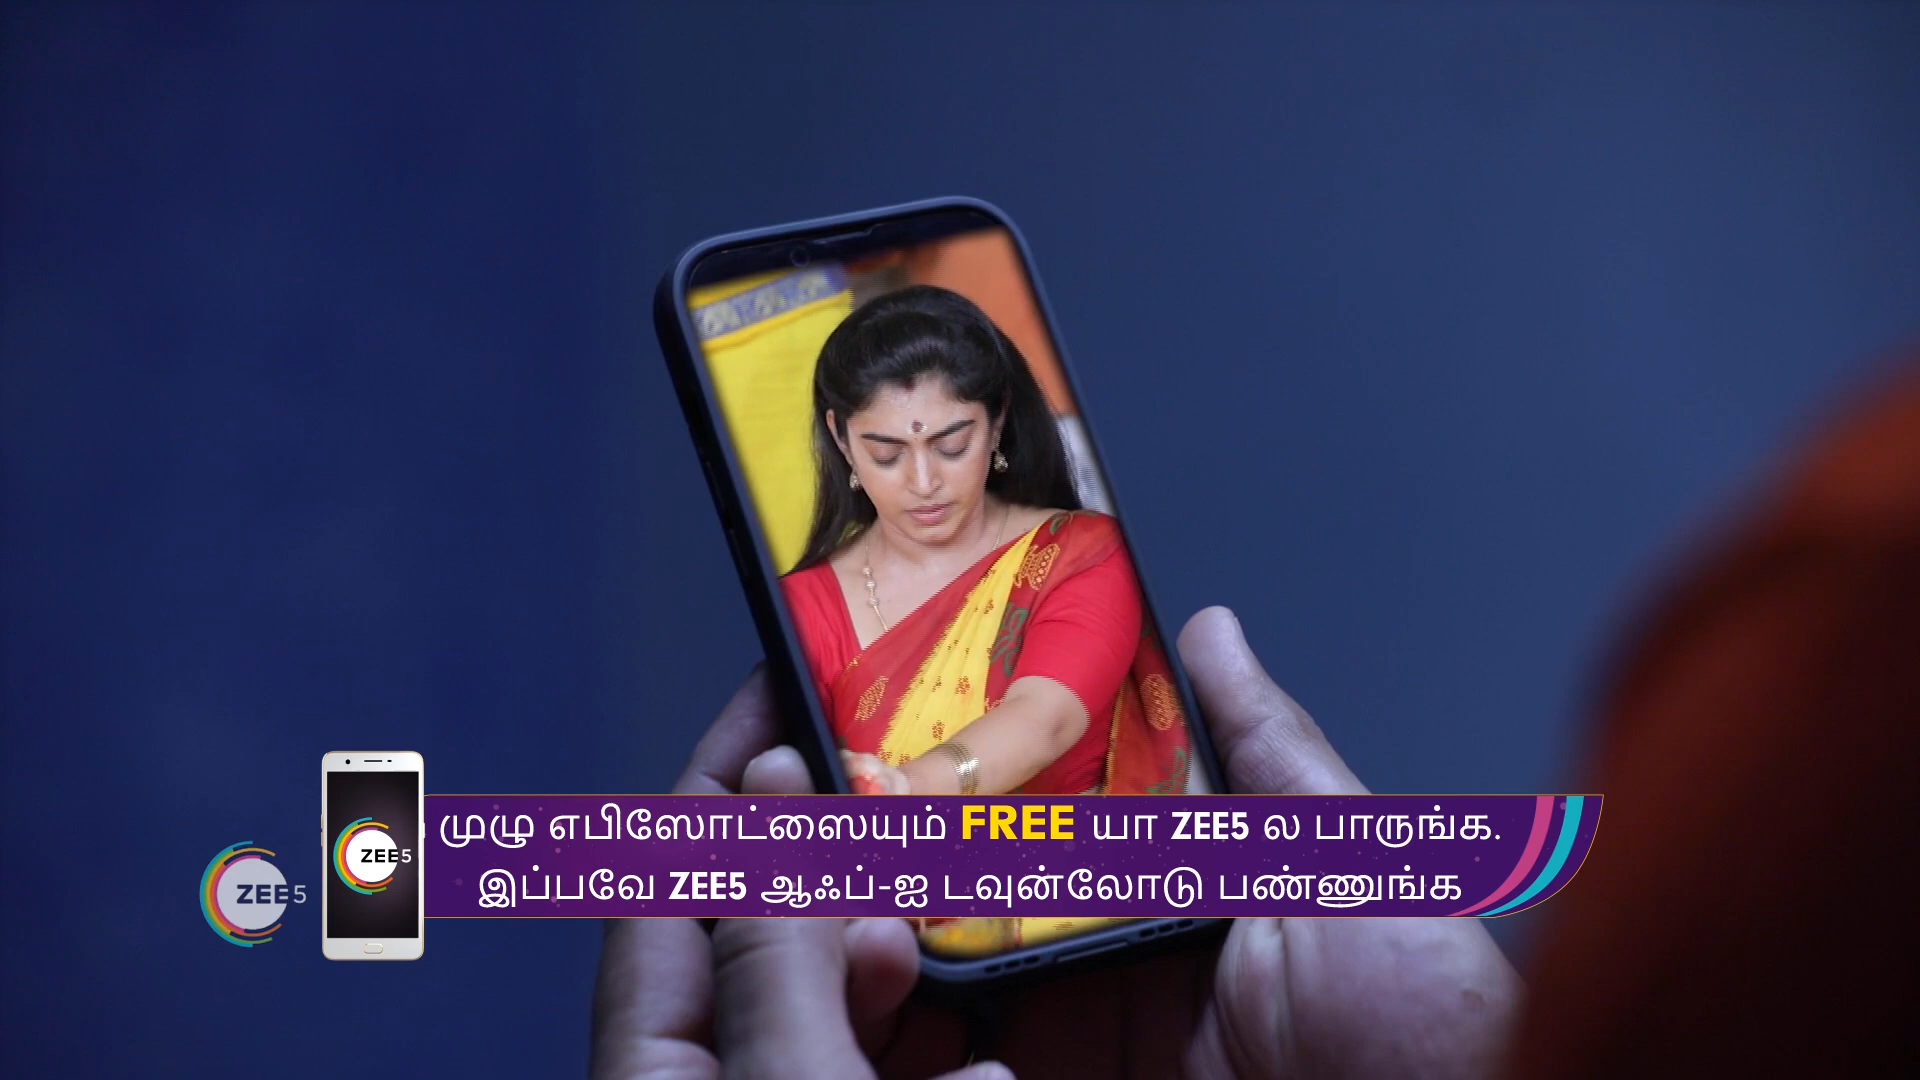 முழு எபிஸோட்ஸையும் FREE யா ZEE5 ல பாருங்க.
இப்பவே ZEE5 ஆஃப்-ஐ டவுன்லோடு பண்ணுங்க
ZEE5
ZEE5